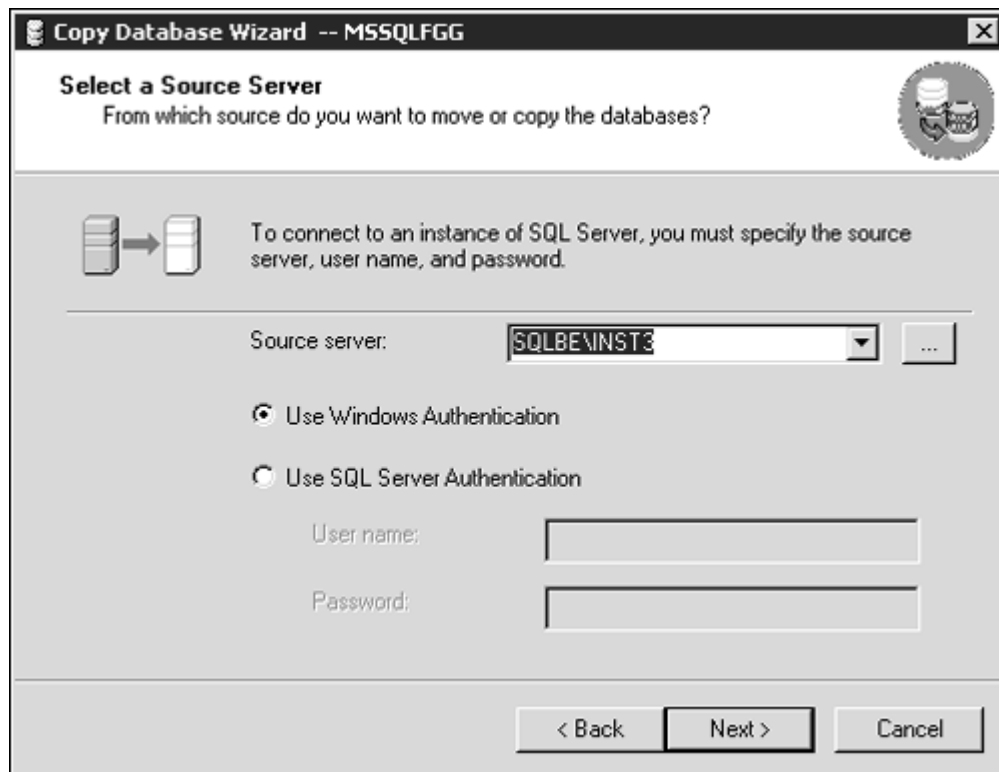 Copy Database Wizard -- MSSQLFGG
Select a Source Server
From which source do you want to move or copy the databases?
To connect to an instance of SQL Server, you must specify the source
server, user name, and password.
Source server:
SQLBE\INST3
...
Use Windows Authentication
Use SQL Server Authentication
User name:
Password:
< Back
Next >
Cancel